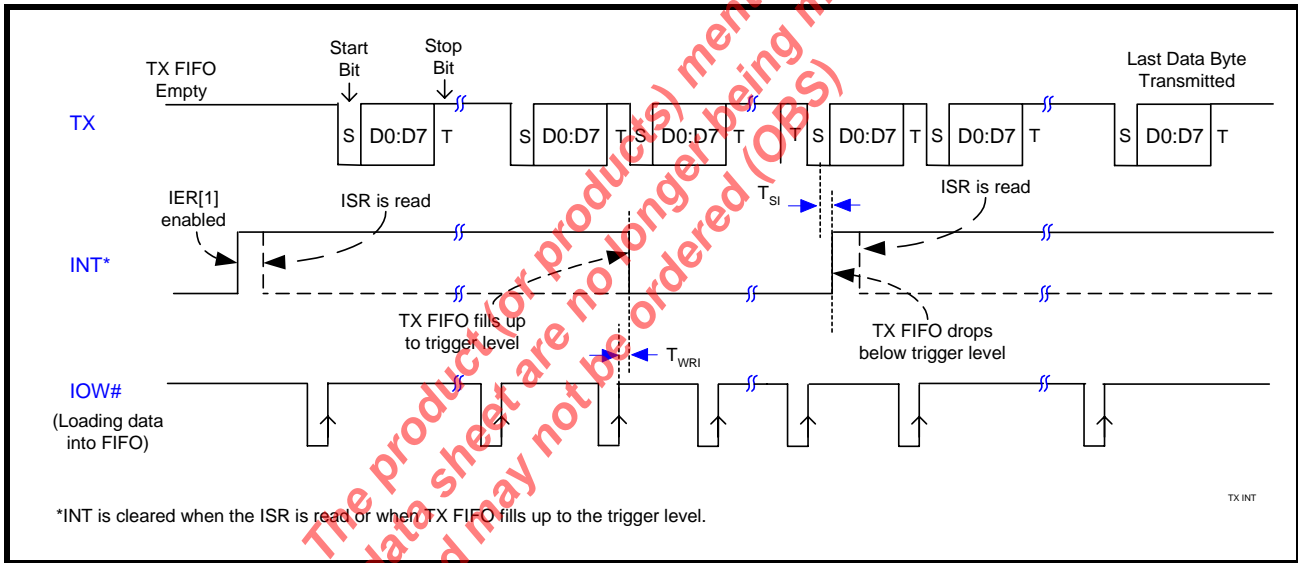 TX FIFO
Empty
Start
Bit
Stop
Bit
Last Data Byte
Transmitted
TX
S D0:D7 T S D0:D7 T S D0:D7 T T S D0:D7 T S D0:D7 T S D0:D7 T
IER[1]
enabled
ISR is read
TSI
ISR is read
INT*
TX FIFO fills up
to trigger level
TX FIFO drops
below trigger level
TWRI
IOW#
(Loading data
into FIFO)
TX INT
*INT is cleared when the ISR is read or when TX FIFO fills up to the trigger level.
The product (or products) ment
data sheet are no longer being m
d may not be ordered (OBS)